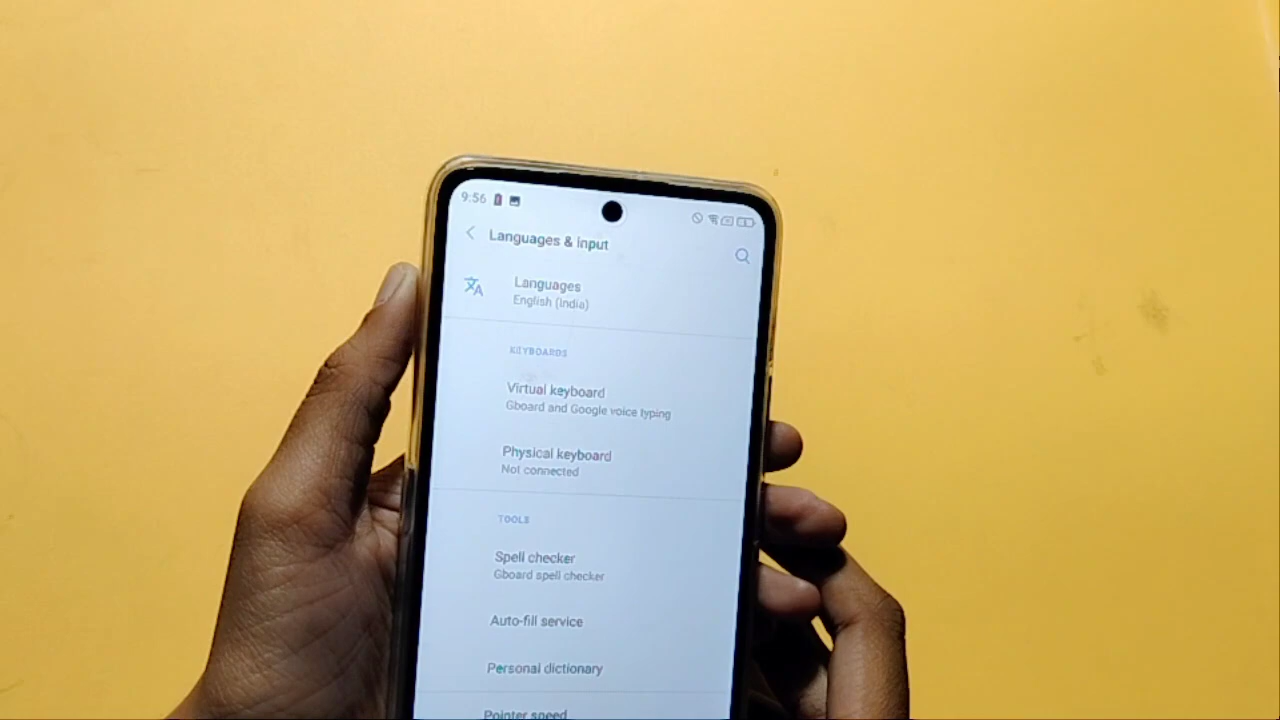 9:56
Languages & input
Languages
English (India)
KEYBOARDS
Virtual keyboard
Gboard and Google voice typing
Physical keyboard
Not connected
TOOLS
Spell checker
Gboard spell checker
Auto-fill service
Personal dictionary
Pointer speed